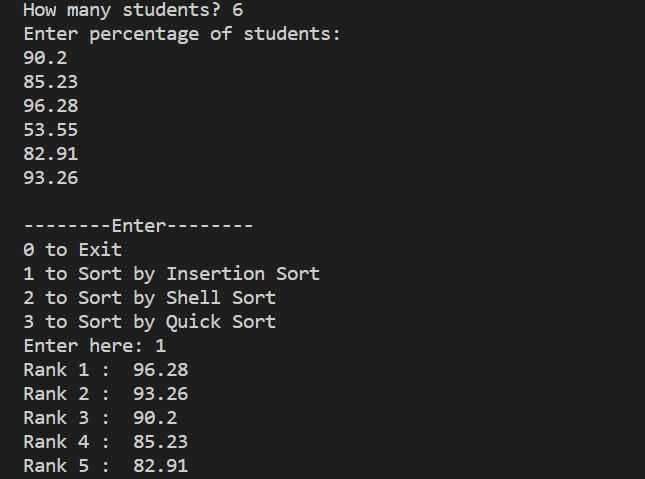 How many students? 6
Enter percentage of students:
90.2
85.23
96.28
53.55
82.91
93.26
--------Enter--------
0 to Exit
1 to Sort by Insertion Sort
2 to Sort by Shell Sort
3 to Sort by Quick Sort
Enter here: 1
Rank 1 :  96.28
Rank 2 :  93.26
Rank 3 :  90.2
Rank 4 :  85.23
Rank 5 :  82.91